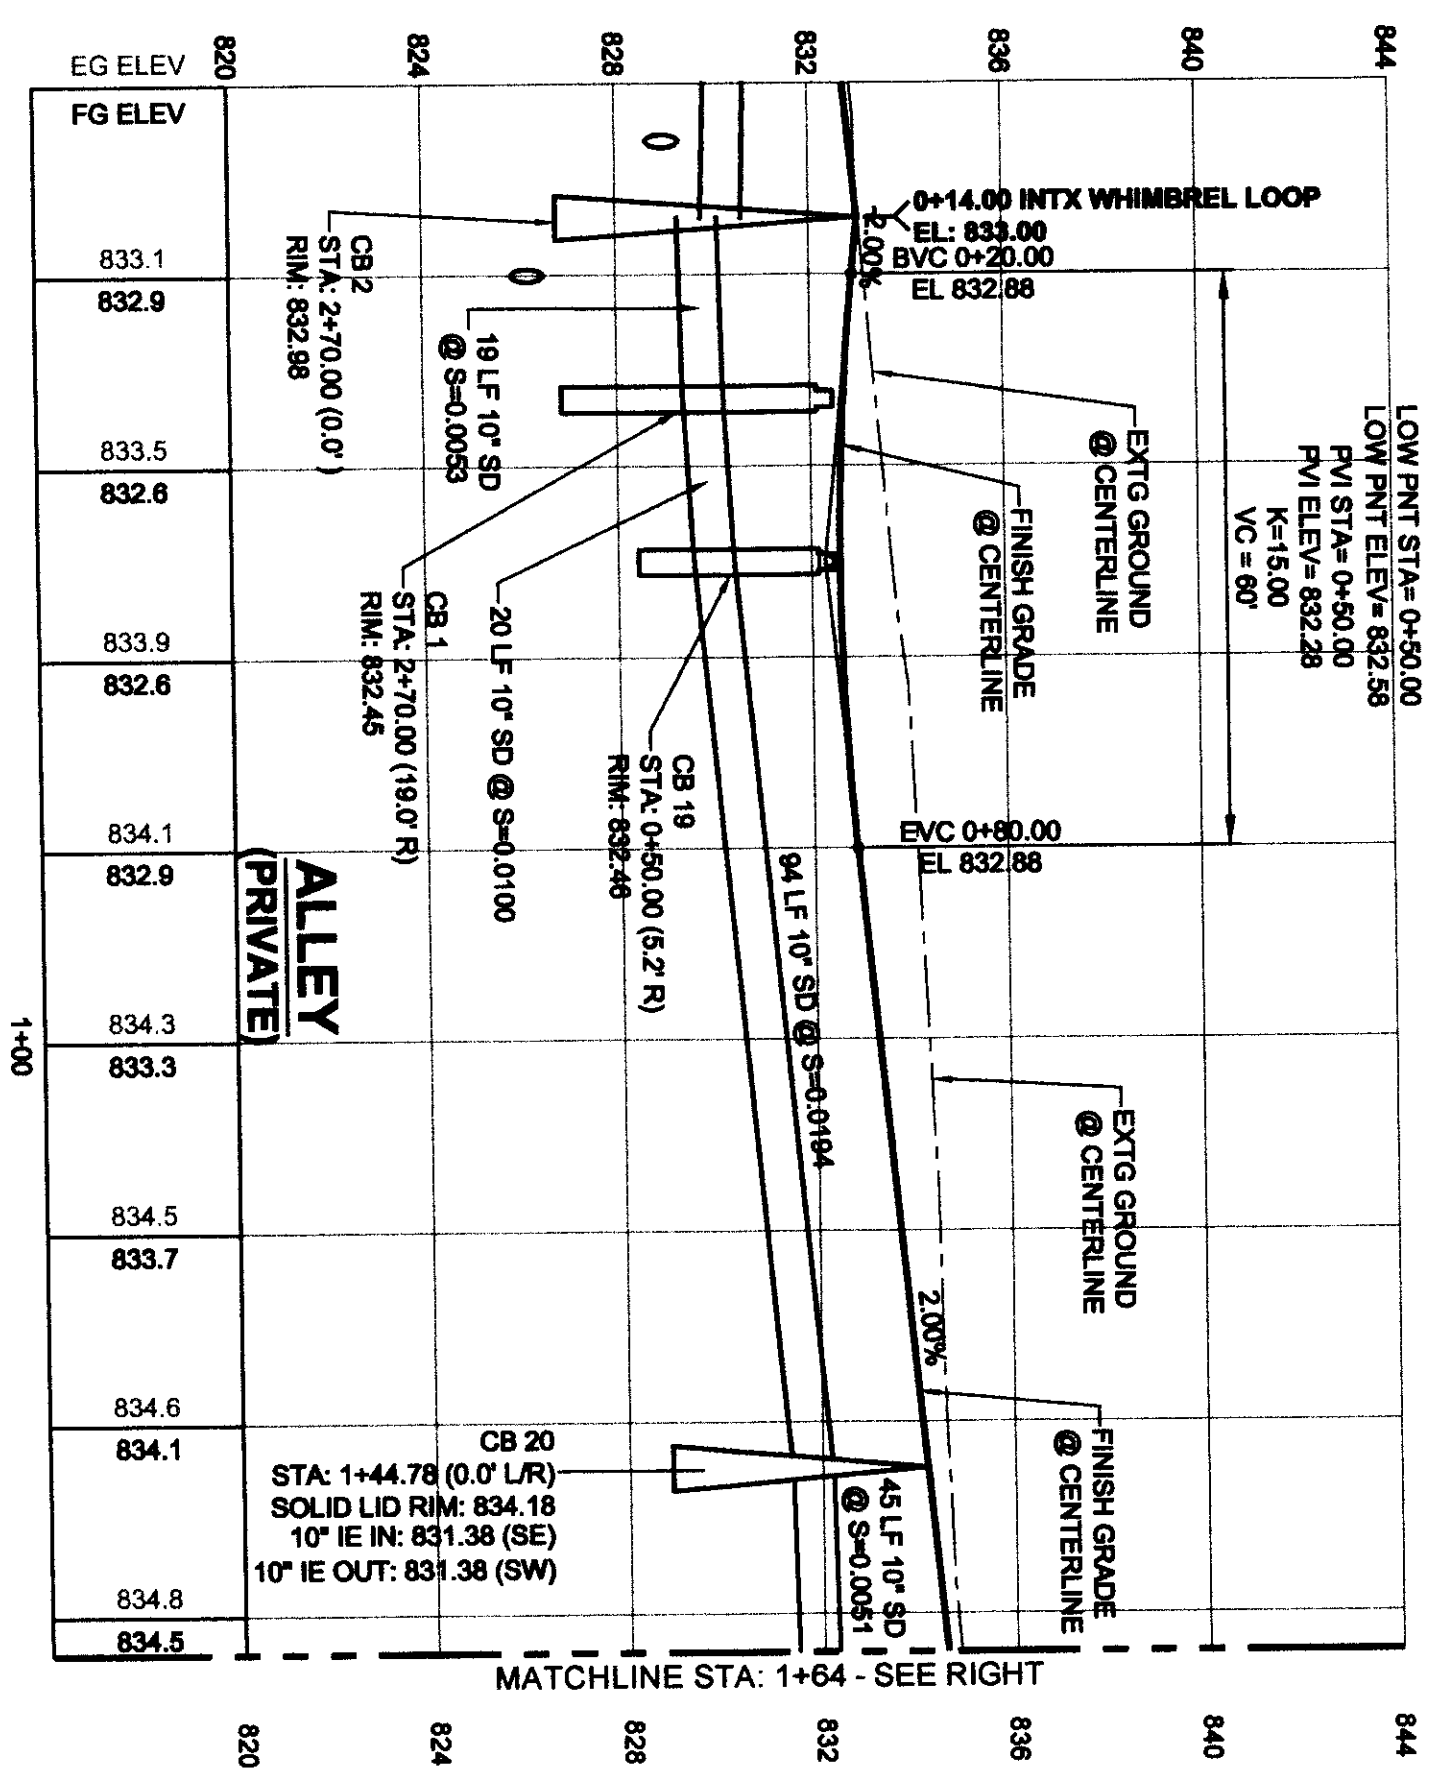 EG ELEV
FG ELEV
820
824
828
832
836
840
844
0+14.00 INTX WHIMBREL LOOP
EL: 833.00
-2.00%
BVC 0+20.00
EL 832.88
LOW PNT STA= 0+50.00
LOW PNT ELEV= 832.58
PVI STA= 0+50.00
PVI ELEV= 832.28
K=15.00
VC = 60'
EXTG GROUND
@ CENTERLINE
FINISH GRADE
@ CENTERLINE
CB 2
STA: 2+70.00 (0.0' )
RIM: 832.98
19 LF 10" SD
@ S=0.0053
CB 1
STA: 2+70.00 (19.0' R)
RIM: 832.45
20 LF 10" SD @ S=0.0100
CB 19
STA: 0+50.00 (5.2' R)
RIM: 832.46
EVC 0+80.00
EL 832.88
94 LF 10" SD @ S=0.0194
ALLEY
(PRIVATE)
EXTG GROUND
@ CENTERLINE
2.00%
FINISH GRADE
@ CENTERLINE
CB 20
STA: 1+44.78 (0.0' L/R)
SOLID LID RIM: 834.18
10" IE IN: 831.38 (SE)
10" IE OUT: 831.38 (SW)
45 LF 10" SD
@ S=0.0051
833.1
832.9
833.5
832.6
833.9
832.6
834.1
832.9
834.3
833.3
1+00
834.5
833.7
834.6
834.1
834.8
834.5
MATCHLINE STA: 1+64 - SEE RIGHT
820
824
828
832
836
840
844